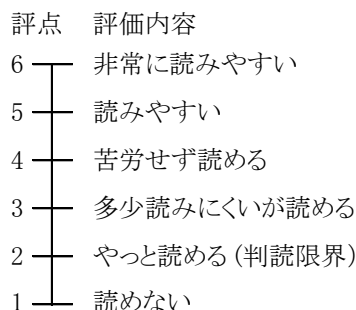 評点 評価内容
6 非常に読みやすい
5 読みやすい
4 苦労せず読める
3 多少読みにくいが読める
2 やっと読める(判読限界)
1 読めない